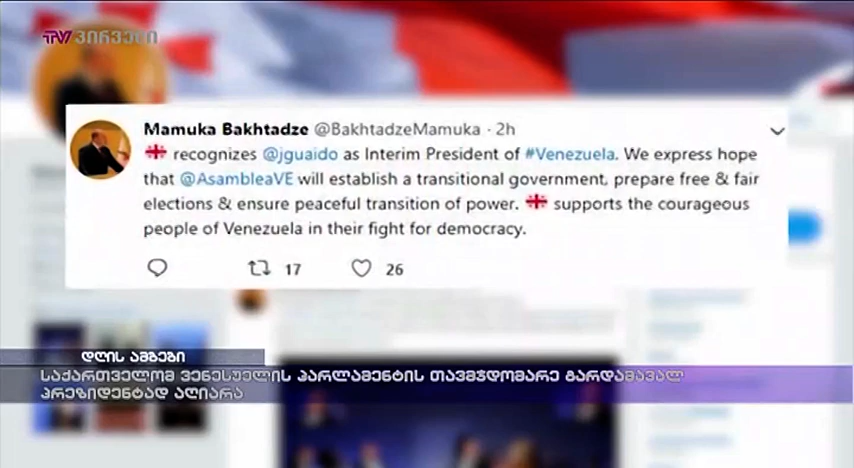 TV პირველი
Mamuka Bakhtadze @BakhtadzeMamuka · 2h
🇬🇪 recognizes @jguaido as Interim President of #Venezuela. We express hope
that @AsambleaVE will establish a transitional government, prepare free & fair
elections & ensure peaceful transition of power. 🇬🇪 supports the courageous
people of Venezuela in their fight for democracy.
17 26
დღის ამბები
საქართველომ ვენესუელის პარლამენტის თავმჯდომარე გარდამავალ
პრეზიდენტად აღიარა